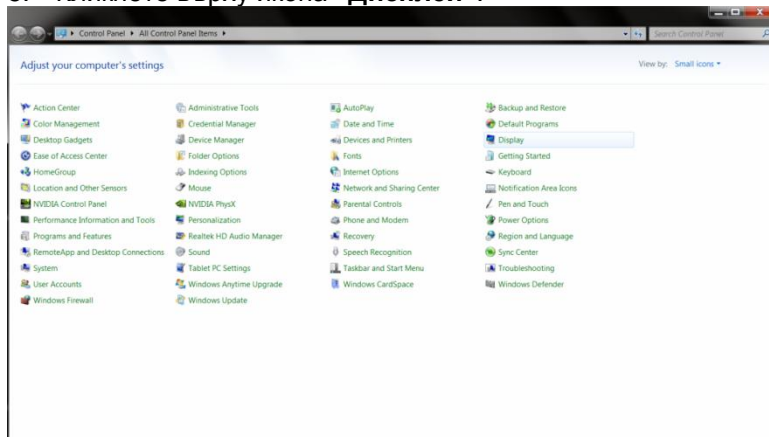 Кликнете върху икона "Дисплей".
Control Panel ▸ All Control Panel Items ▸ Search Control Panel
Adjust your computer's settings View by: Small icons
Action Center Administrative Tools AutoPlay Backup and Restore
Color Management Credential Manager Date and Time Default Programs
Desktop Gadgets Device Manager Devices and Printers Display
Ease of Access Center Folder Options Fonts Getting Started
HomeGroup Indexing Options Internet Options Keyboard
Location and Other Sensors Mouse Network and Sharing Center Notification Area Icons
NVIDIA Control Panel NVIDIA PhysX Parental Controls Pen and Touch
Performance Information and Tools Personalization Phone and Modem Power Options
Programs and Features Realtek HD Audio Manager Recovery Region and Language
RemoteApp and Desktop Connections Sound Speech Recognition Sync Center
System Tablet PC Settings Taskbar and Start Menu Troubleshooting
User Accounts Windows Anytime Upgrade Windows CardSpace Windows Defender
Windows Firewall Windows Update